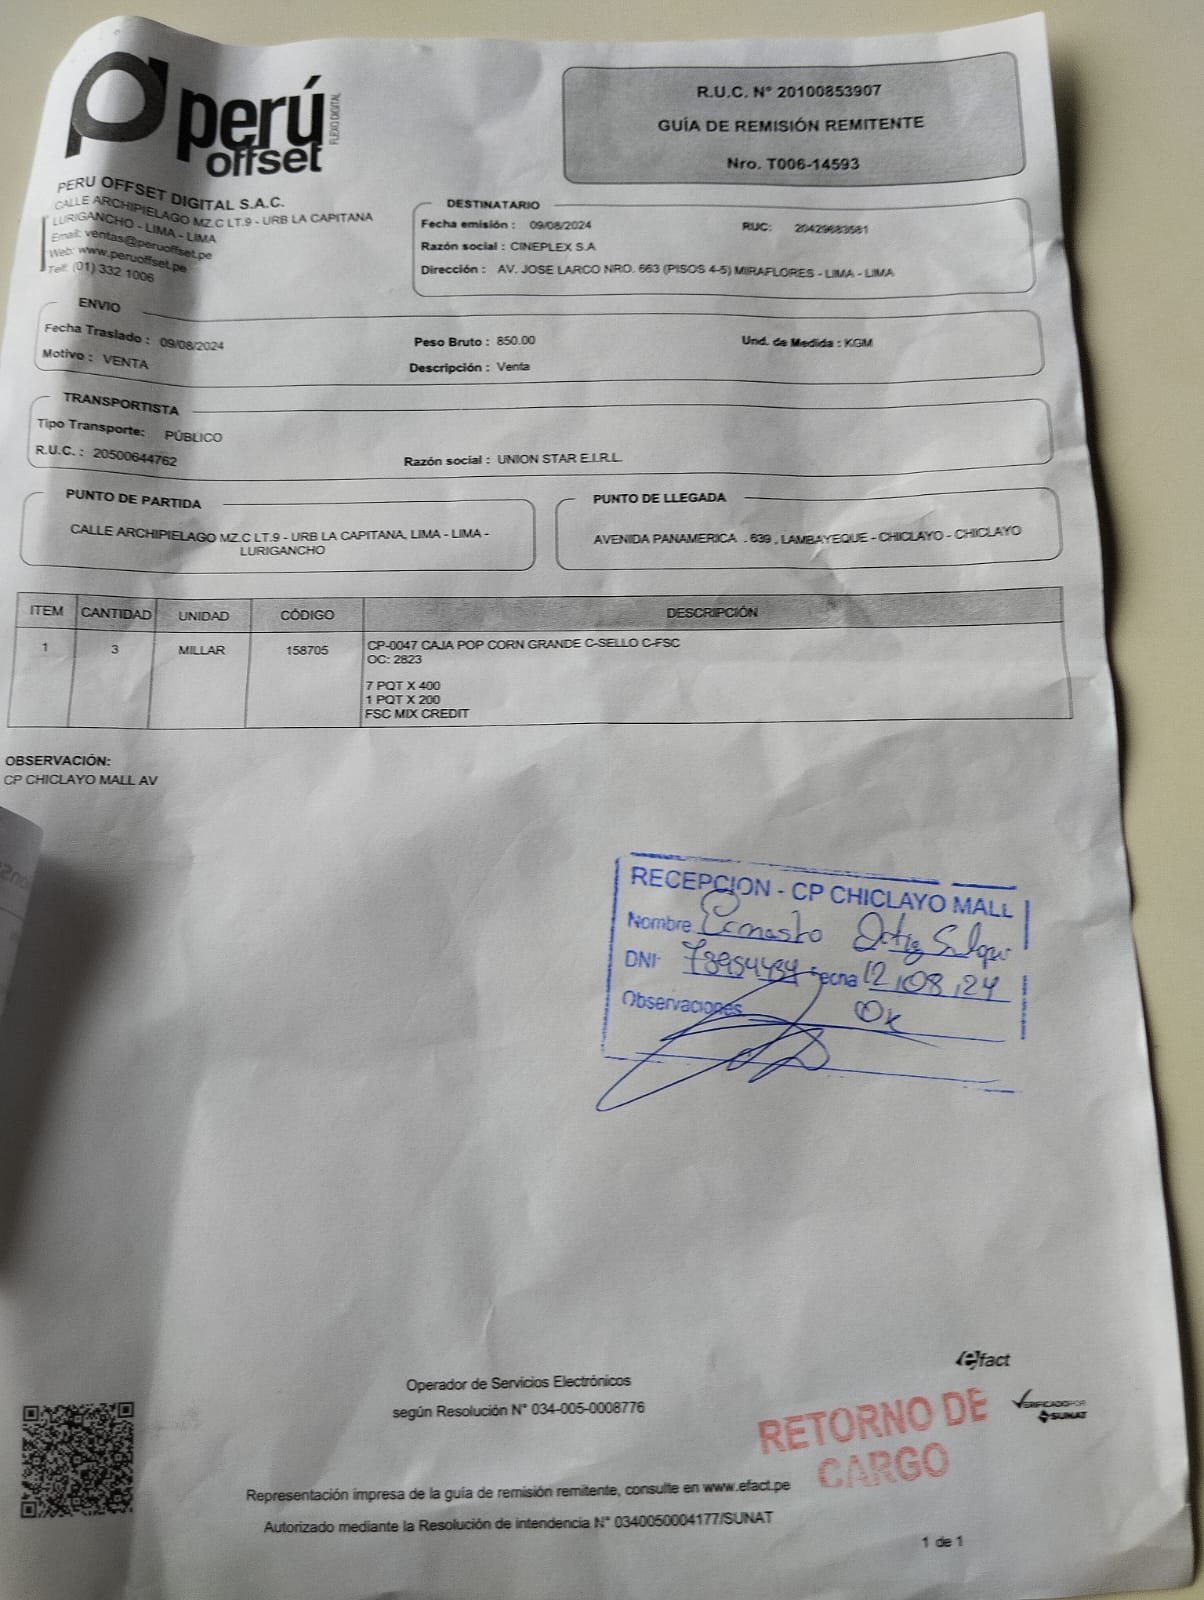 perú
offset
FLEXO DIGITAL
PERU OFFSET DIGITAL S.A.C.
CALLE ARCHIPIELAGO MZ.C LT.9 - URB LA CAPITANA
LURIGANCHO - LIMA - LIMA
Email: ventas@peruoffset.pe
Web: www.peruoffset.pe
Telf: (01) 332 1006
R.U.C. N° 20100853907
GUÍA DE REMISIÓN REMITENTE
Nro. T006-14593
DESTINATARIO
Fecha emisión : 09/08/2024 RUC: 20429683581
Razón social : CINEPLEX S.A
Dirección : AV. JOSE LARCO NRO. 663 (PISOS 4-5) MIRAFLORES - LIMA - LIMA
ENVIO
Fecha Traslado : 09/08/2024 Peso Bruto : 850.00 Und. de Medida : KGM
Motivo : VENTA Descripción : Venta
TRANSPORTISTA
Tipo Transporte: PÚBLICO
R.U.C. : 20500644762 Razón social : UNION STAR E.I.R.L.
PUNTO DE PARTIDA
CALLE ARCHIPIELAGO MZ.C LT.9 - URB LA CAPITANA, LIMA - LIMA -
LURIGANCHO
PUNTO DE LLEGADA
AVENIDA PANAMERICA . 639 , LAMBAYEQUE - CHICLAYO - CHICLAYO
ITEM CANTIDAD UNIDAD CÓDIGO DESCRIPCIÓN
1 3 MILLAR 158705 CP-0047 CAJA POP CORN GRANDE C-SELLO C-FSC
OC: 2823
7 PQT X 400
1 PQT X 200
FSC MIX CREDIT
OBSERVACIÓN:
CP CHICLAYO MALL AV
RECEPCION - CP CHICLAYO MALL
Nombre Ernesto Ortiz
DNI- 78954434 Fecha 12/08/24
Observaciones Ok
efact
Operador de Servicios Electrónicos
según Resolución N° 034-005-0008776
VERIFICADO POR
SUNAT
RETORNO DE
CARGO
Representación impresa de la guía de remisión remitente, consulte en www.efact.pe
Autorizado mediante la Resolución de intendencia N° 0340050004177/SUNAT
1 de 1